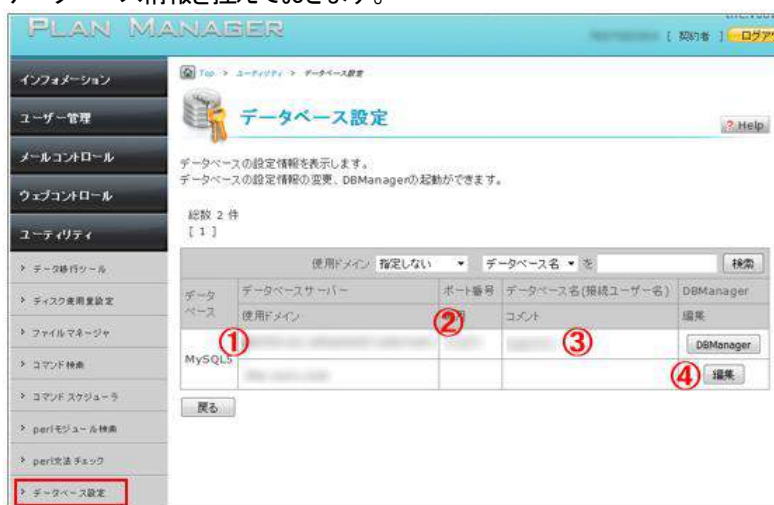 データベース情報を控えておきます。
PLAN MANAGER
[ 契約者 ] ログア
インフォメーション
ユーザー管理
メールコントロール
ウェブコントロール
ユーティリティ
データ移行ツール
ディスク使用量設定
ファイルマネージャ
コマンド検索
コマンドスケジューラ
perlモジュール検索
perl文法チェック
データベース設定
Top > ユーティリティ > データベース設定
データベース設定
? Help
データベースの設定情報を表示します。
データベースの設定情報の変更、DBManagerの起動ができます。
総数 2 件
[ 1 ]
使用ドメイン 指定しない データベース名 を 検索
データベース データベースサーバー ポート番号 データベース名(接続ユーザー名) DBManager
使用ドメイン コメント 編集
① ② ③
MySQL5 DBManager
④ 編集
戻る